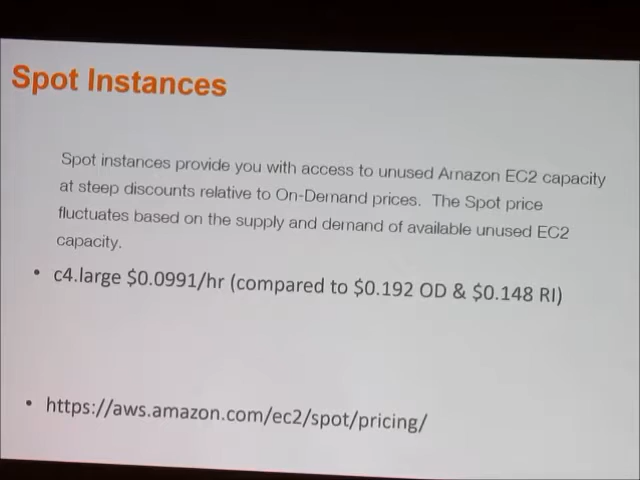 Spot Instances
Spot instances provide you with access to unused Amazon EC2 capacity
at steep discounts relative to On-Demand prices. The Spot price
fluctuates based on the supply and demand of available unused EC2
capacity.
• c4.large $0.0991/hr (compared to $0.192 OD & $0.148 RI)
• https://aws.amazon.com/ec2/spot/pricing/